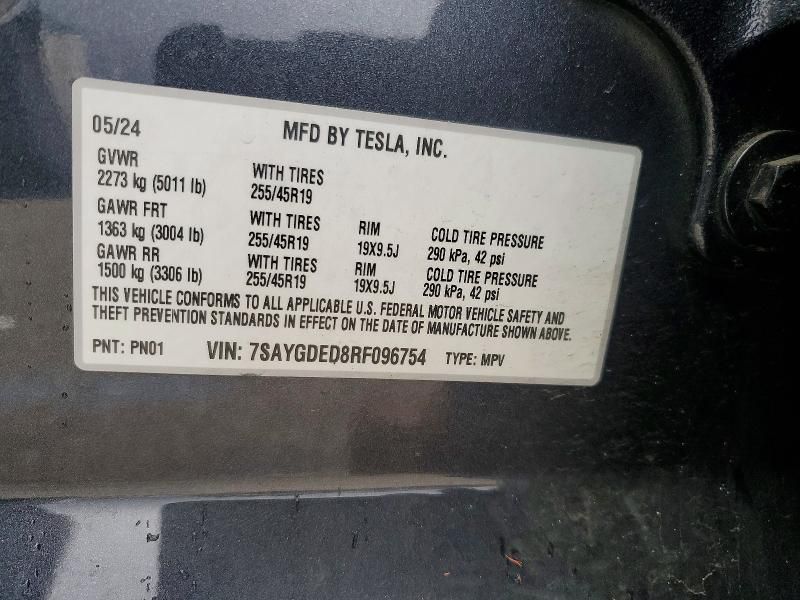 05/24 MFD BY TESLA, INC.
GVWR
2273 kg (5011 lb) WITH TIRES 255/45R19
GAWR FRT
1363 kg (3004 lb) WITH TIRES 255/45R19 RIM 19X9.5J COLD TIRE PRESSURE 290 kPa, 42 psi
GAWR RR
1500 kg (3306 lb) WITH TIRES 255/45R19 RIM 19X9.5J COLD TIRE PRESSURE 290 kPa, 42 psi
THIS VEHICLE CONFORMS TO ALL APPLICABLE U.S. FEDERAL MOTOR VEHICLE SAFETY AND
THEFT PREVENTION STANDARDS IN EFFECT ON THE DATE OF MANUFACTURE SHOWN ABOVE.
PNT: PN01 VIN: 7SAYGDED8RF096754 TYPE: MPV